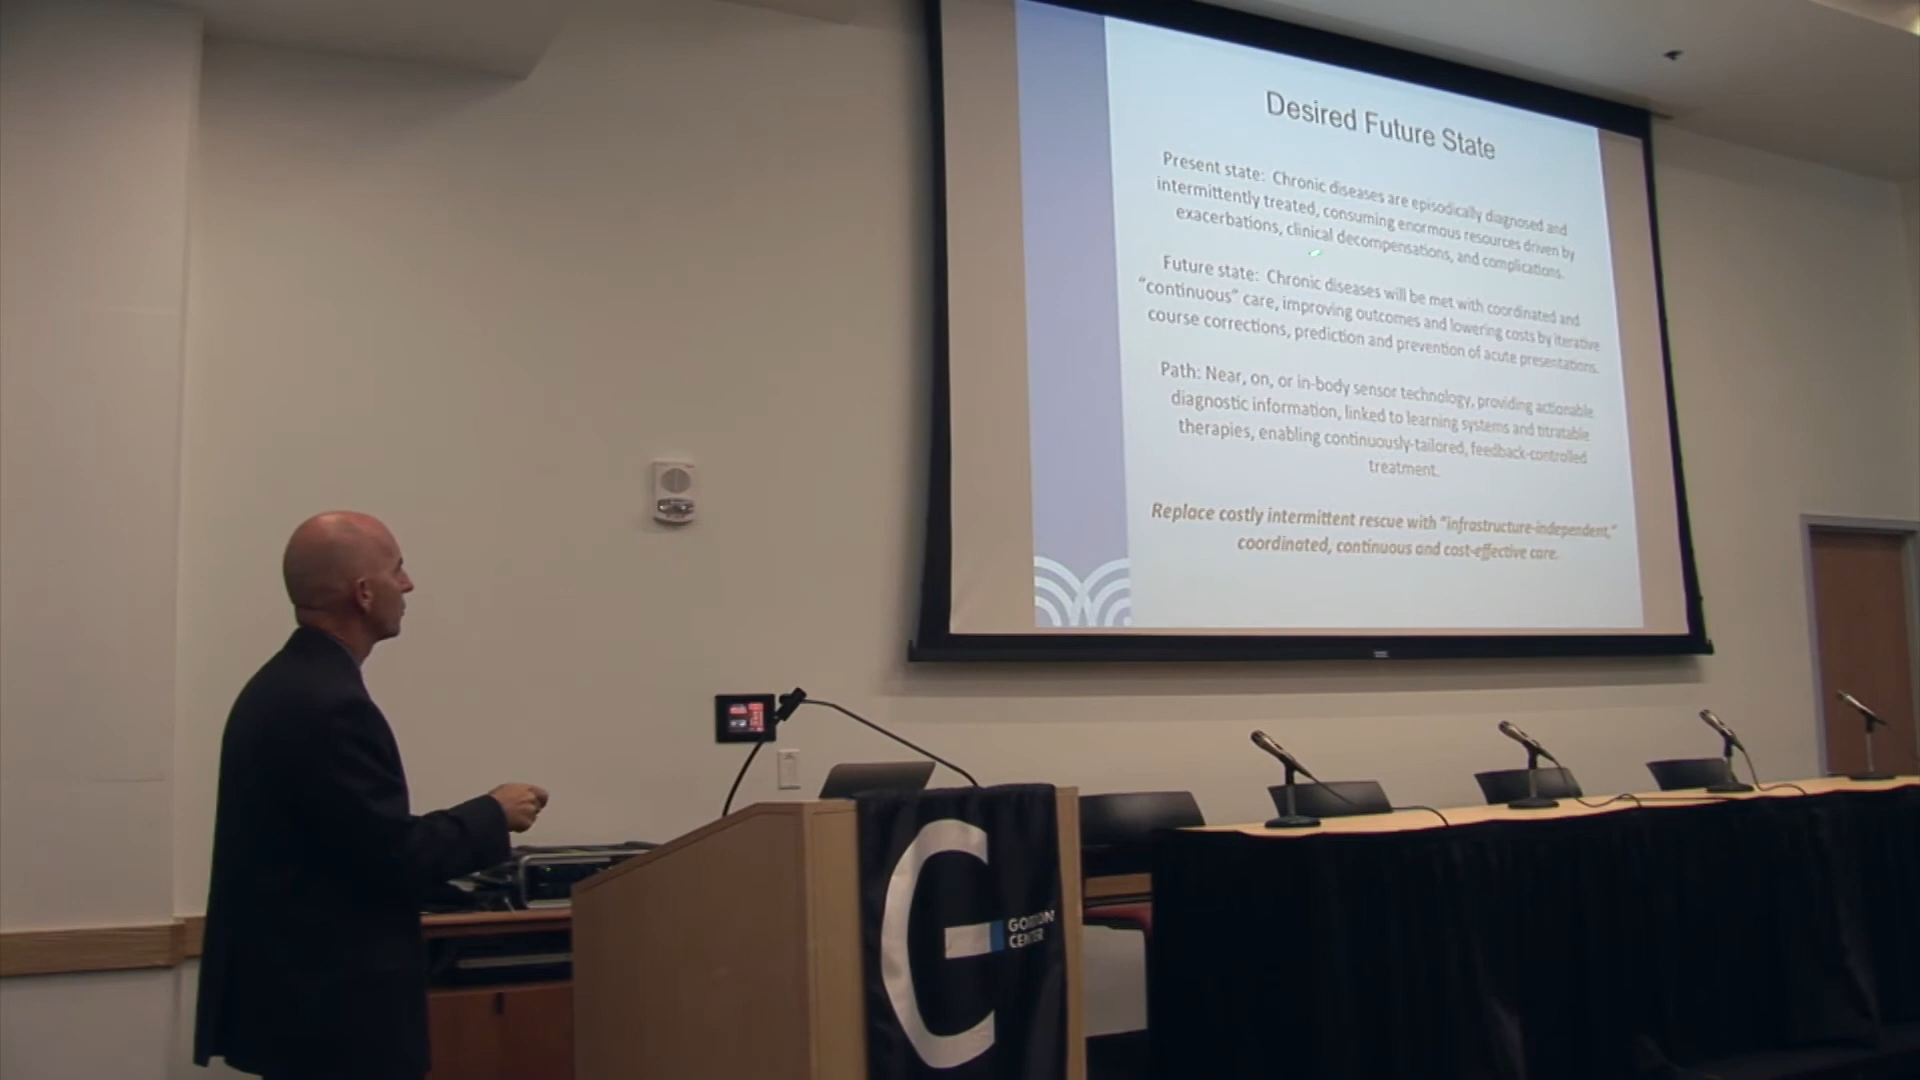 Desired Future State
Present state: Chronic diseases are episodically diagnosed and
intermittently treated, consuming enormous resources driven by
exacerbations, clinical decompensations, and complications.
Future state: Chronic diseases will be met with coordinated and
“continuous” care, improving outcomes and lowering costs by iterative
course corrections, prediction and prevention of acute presentations.
Path: Near, on, or in-body sensor technology, providing actionable
diagnostic information, linked to learning systems and titratable
therapies, enabling continuously-tailored, feedback-controlled
treatment.
Replace costly intermittent rescue with “infrastructure-independent,”
coordinated, continuous and cost-effective care.
GORDON
CENTER